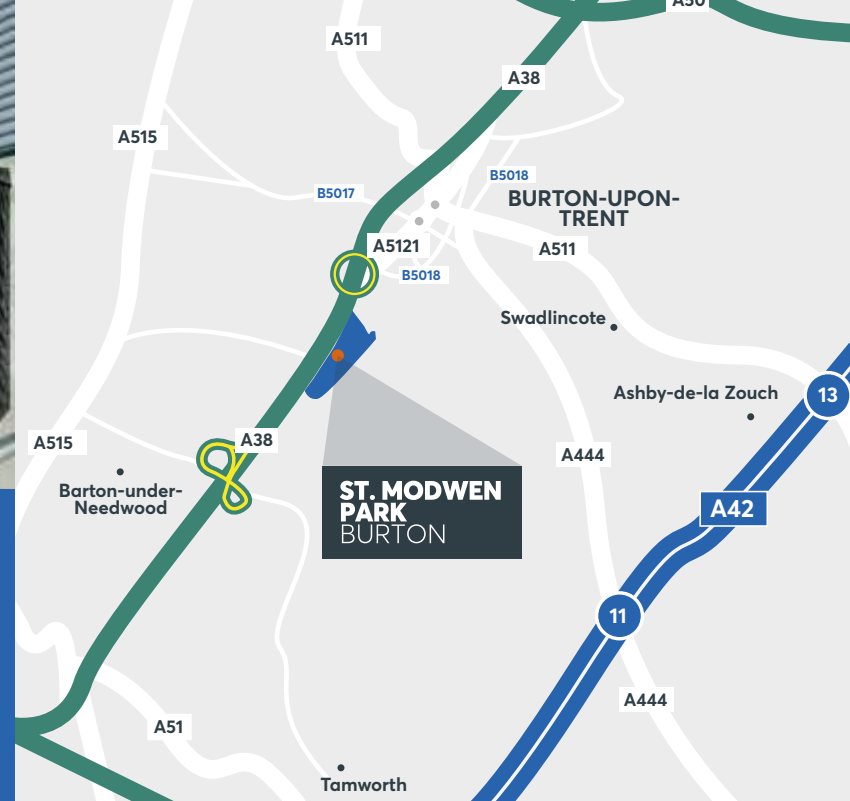 A50
A511
A38
A515
B5018
B5017
BURTON-UPON-
TRENT
A5121
A511
B5018
Swadlincote
Ashby-de-la Zouch
13
A515
A38
A444
Barton-under-
Needwood
ST. MODWEN
PARK
BURTON
A42
11
A444
A51
Tamworth